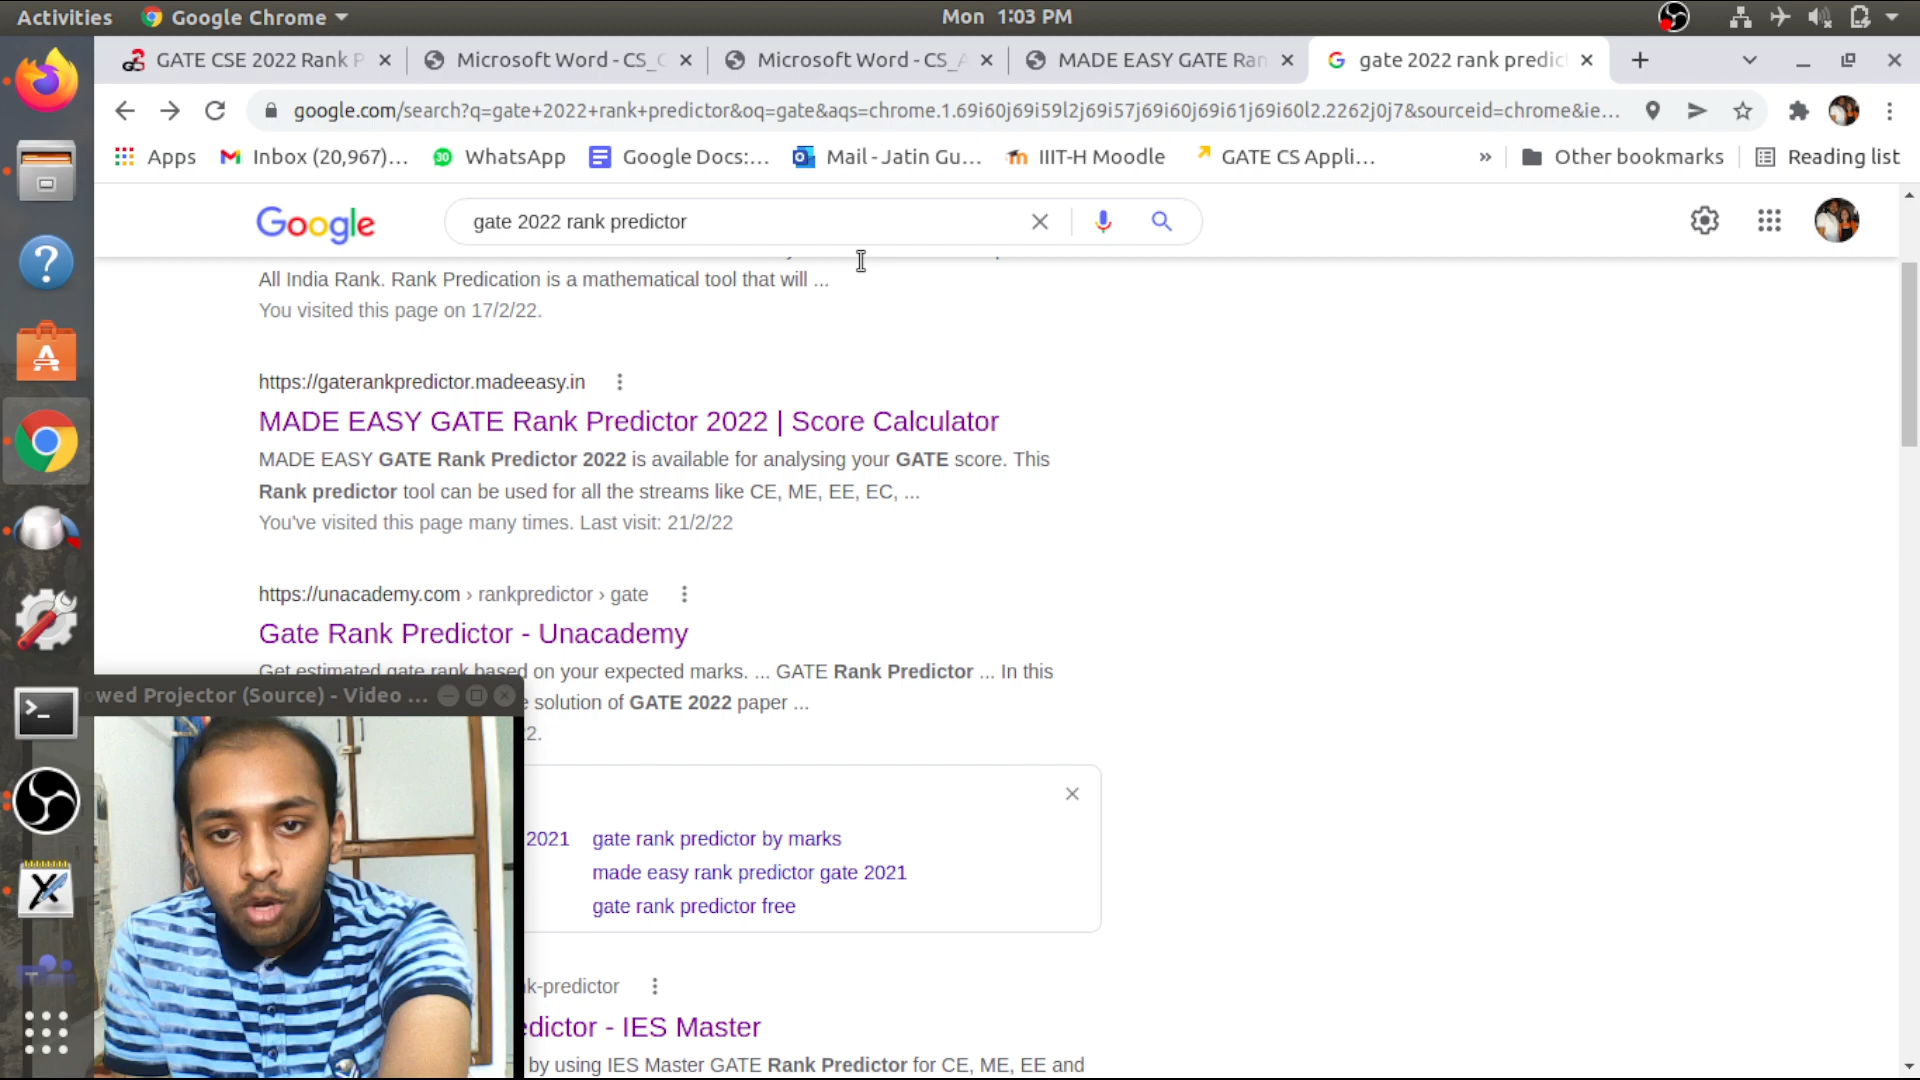 Activities
Google Chrome
Mon 1:03 PM
GATE CSE 2022 Rank P
Microsoft Word - CS_
Microsoft Word - CS_A
MADE EASY GATE Ran
gate 2022 rank predic
google.com/search?q=gate+2022+rank+predictor&oq=gate&aqs=chrome.1.69i60j69i59l2j69i57j69i60j69i61j69i60l2.2262j0j7&sourceid=chrome&ie...
Apps
Inbox (20,967)...
30 WhatsApp
Google Docs:...
Mail - Jatin Gu...
IIIT-H Moodle
GATE CS Appli...
»
Other bookmarks
Reading list
Google
gate 2022 rank predictor
All India Rank. Rank Predication is a mathematical tool that will ...
You visited this page on 17/2/22.
https://gaterankpredictor.madeeasy.in
MADE EASY GATE Rank Predictor 2022 | Score Calculator
MADE EASY GATE Rank Predictor 2022 is available for analysing your GATE score. This
Rank predictor tool can be used for all the streams like CE, ME, EE, EC, ...
You've visited this page many times. Last visit: 21/2/22
https://unacademy.com › rankpredictor › gate
Gate Rank Predictor - Unacademy
Get estimated gate rank based on your expected marks. ... GATE Rank Predictor ... In this
solution of GATE 2022 paper ...
2.
owed Projector (Source) - Video ...
2021
gate rank predictor by marks
made easy rank predictor gate 2021
gate rank predictor free
k-predictor
edictor - IES Master
by using IES Master GATE Rank Predictor for CE, ME, EE and